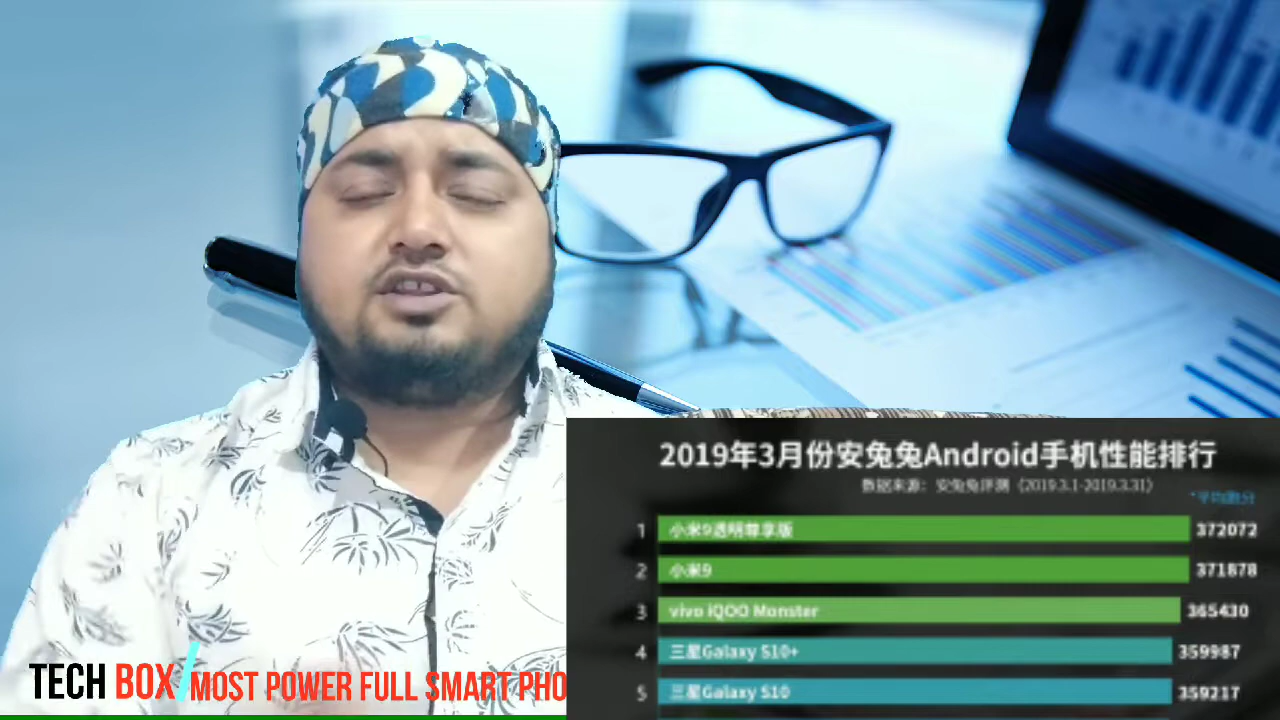 2019年3月份安兔兔Android手机性能排行
数据来源：安兔兔评测（2019.3.1-2019.3.31）
*平均跑分
1 小米9透明尊享版 372072
2 小米9 371878
3 vivo iQOO Monster 365430
4 三星Galaxy S10+ 359987
5 三星Galaxy S10 359217
TECH BOX / MOST POWER FULL SMART PHO